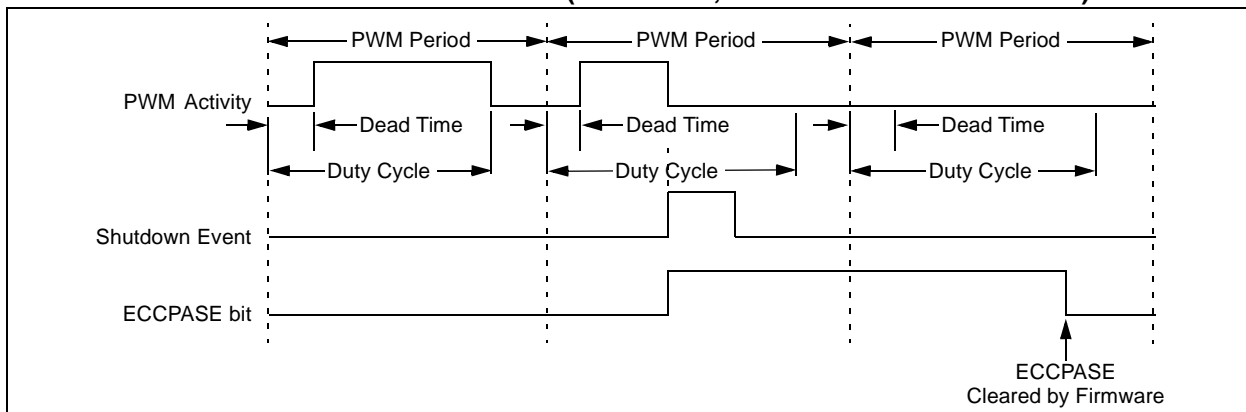 PWM Period PWM Period PWM Period
PWM Activity
Dead Time Dead Time Dead Time
Duty Cycle Duty Cycle Duty Cycle
Shutdown Event
ECCPASE bit
ECCPASE
Cleared by Firmware